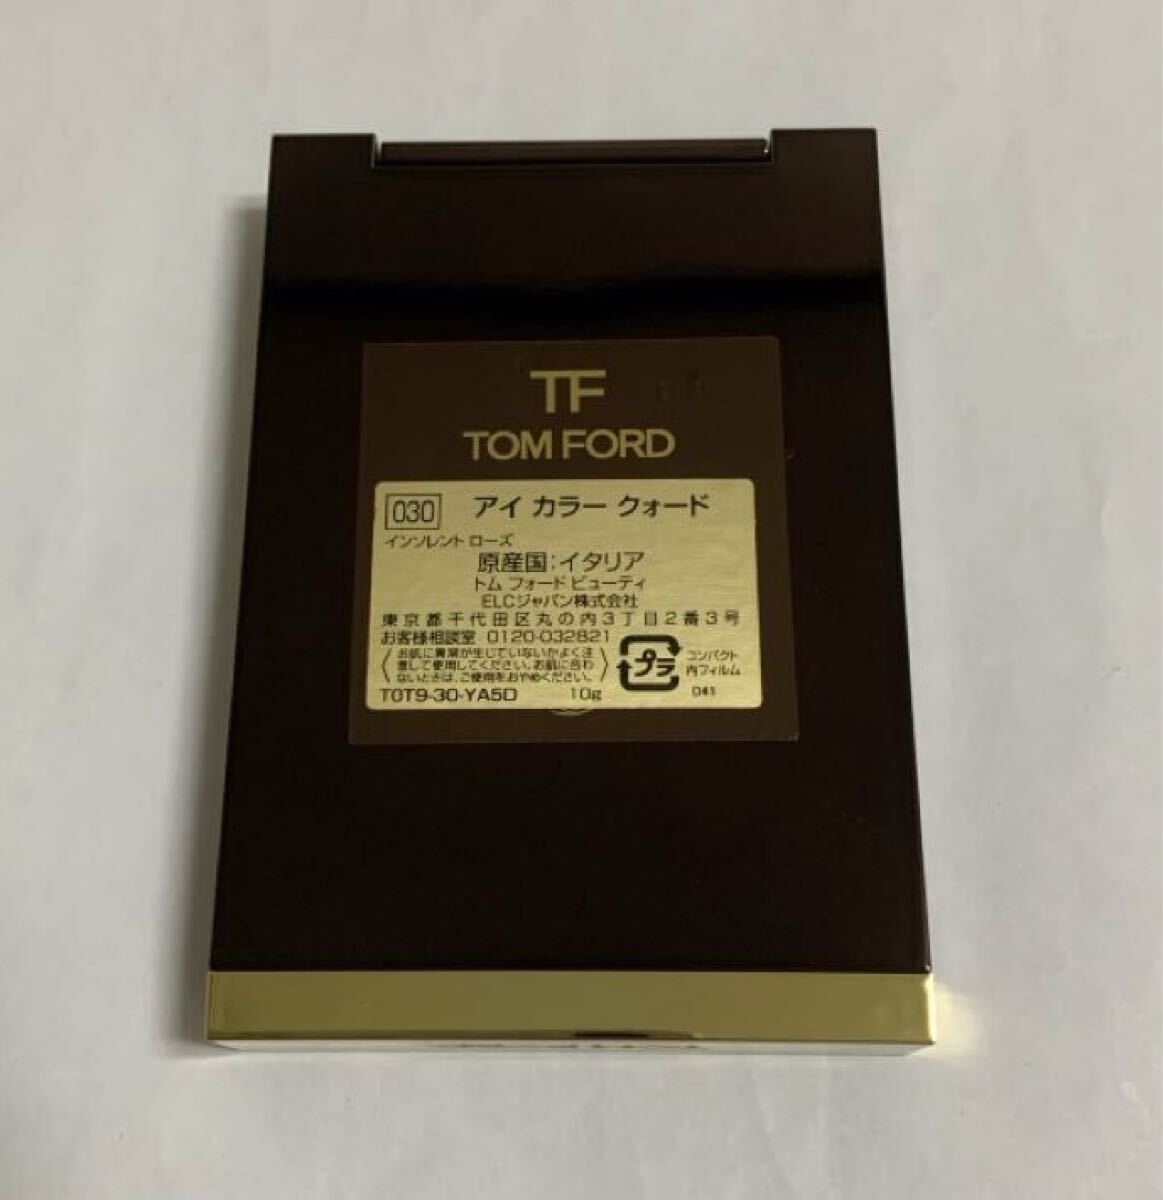 TF
TOM FORD
030 アイ カラー クォード
インソレント ローズ
原産国:イタリア
トム フォード ビューティ
ELCジャパン株式会社
東京都千代田区丸の内3丁目2番3号
お客様相談室 0120-032821
お肌に異常が生じていないかよく注
意して使用してください。お肌に合わ
ないときは、ご使用をおやめください。
プラ
コンパクト
内フィルム
T0T9-30-YA5D 10g 041